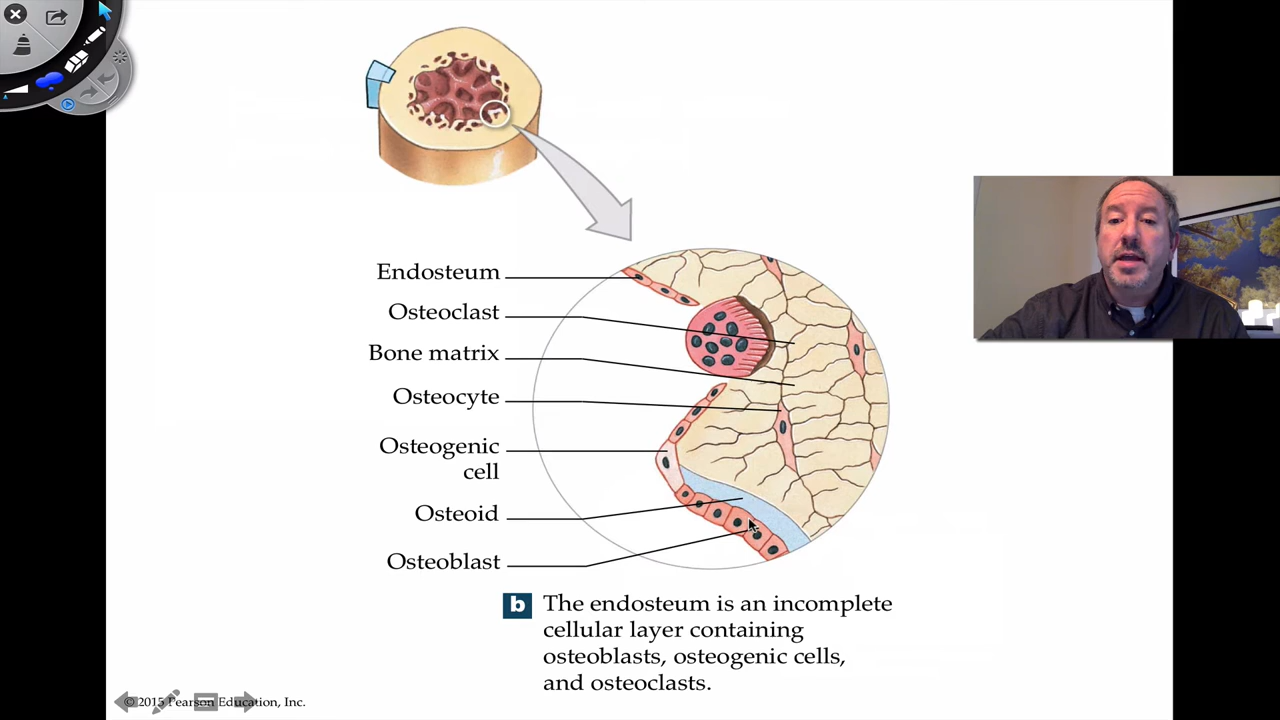 Endosteum
Osteoclast
Bone matrix
Osteocyte
Osteogenic
cell
Osteoid
Osteoblast
b The endosteum is an incomplete
cellular layer containing
osteoblasts, osteogenic cells,
and osteoclasts.
© 2015 Pearson Education, Inc.